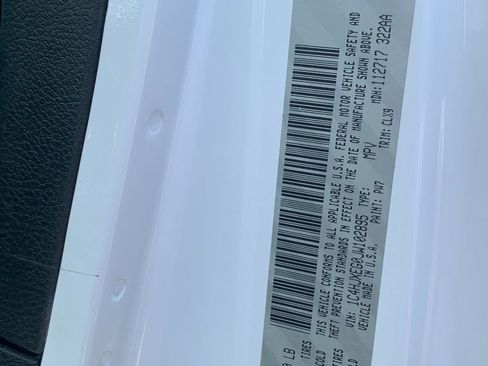 THIS VEHICLE CONFORMS TO ALL APPLICABLE U.S.A. FEDERAL MOTOR VEHICLE SAFETY AND
THEFT PREVENTION STANDARDS IN EFFECT ON THE DATE OF MANUFACTURE SHOWN ABOVE.
VIN: 1C4HJXEG0JW102895 TYPE: MPV MDH: 112717 322AA
VEHICLE MADE IN U.S.A. PAINT: PW7 TRIM: CLX9
LB
TIRES
COLD
TIRES